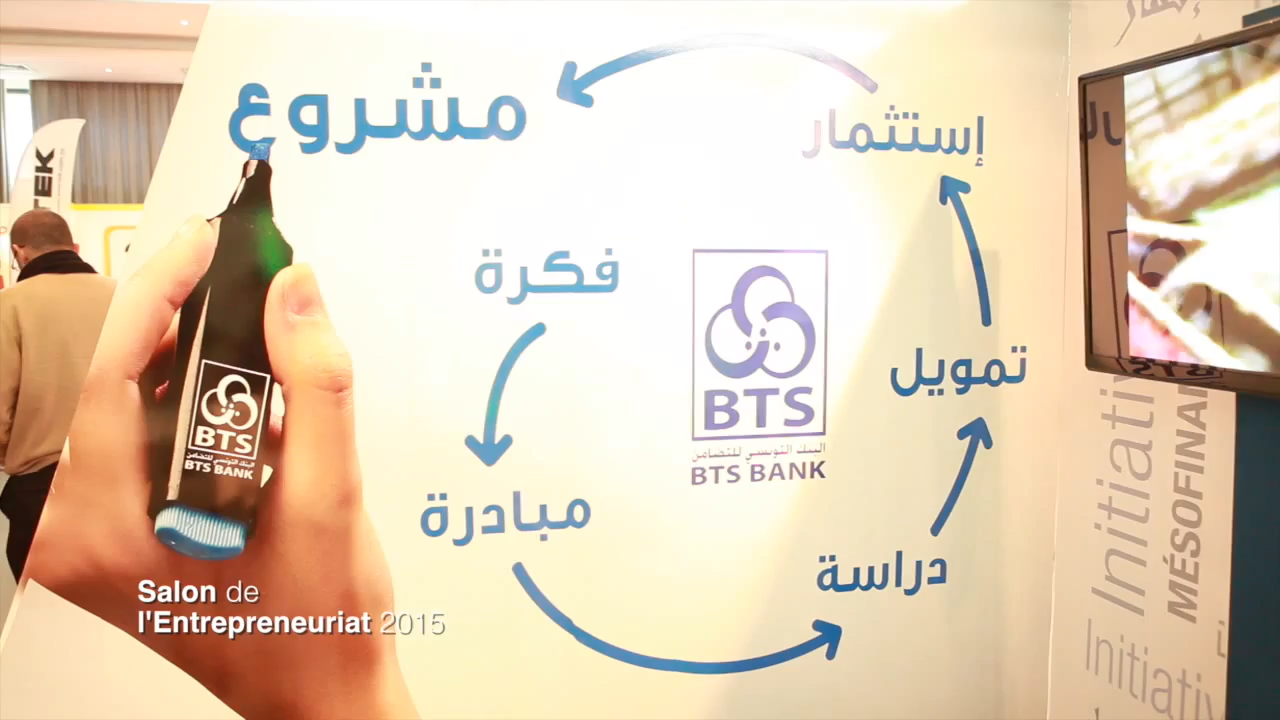 مشروع
إستثمار
فكرة
تمويل
مبادرة
دراسة
BTS
البنك التونسي للتضامن
BTS BANK
BTS
البنك التونسي للتضامن
BTS BANK
TEK
Salon de
l'Entrepreneuriat 2015
Initiativ
MÉSOFINAN
Initiativ